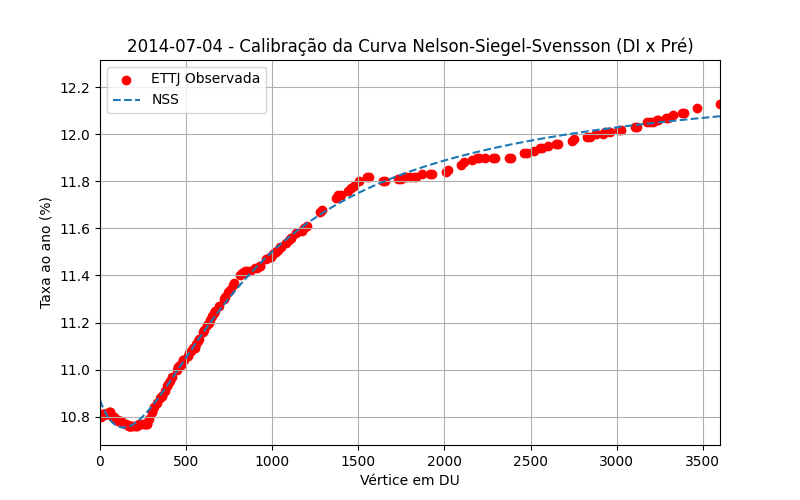 2014-07-04 - Calibração da Curva Nelson-Siegel-Svensson (DI x Pré)
ETTJ Observada
NSS
Taxa ao ano (%)
12.2
12.0
11.8
11.6
11.4
11.2
11.0
10.8
0 500 1000 1500 2000 2500 3000 3500
Vértice em DU